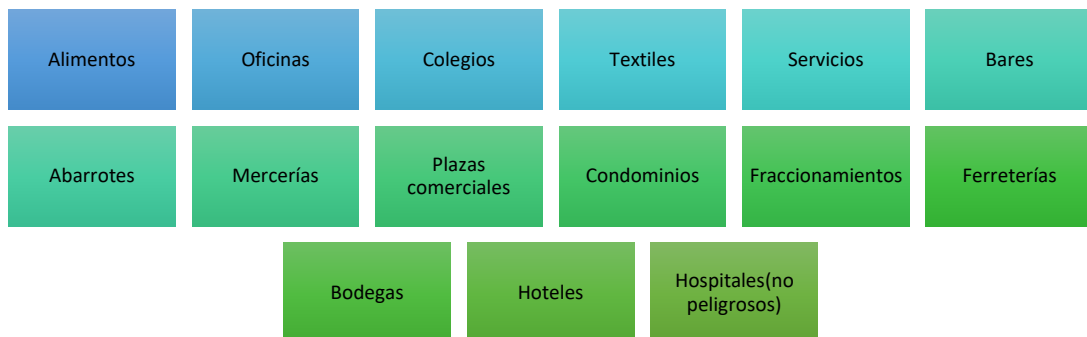 Alimentos
Oficinas
Colegios
Textiles
Servicios
Bares
Abarrotes
Mercerías
Plazas
comerciales
Condominios
Fraccionamientos
Ferreterías
Bodegas
Hoteles
Hospitales(no
peligrosos)